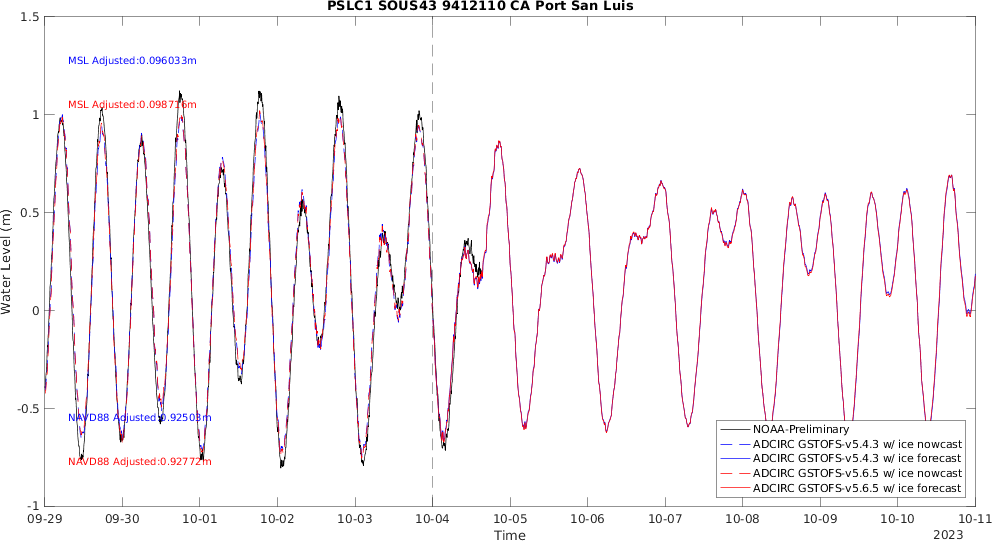 PSLC1 SOUS43 9412110 CA Port San Luis
1.5
MSL Adjusted:0.096033m
MSL Adjusted:0.098716m
1
0.5
Water Level (m)
0
-0.5
NAVD88 Adjusted:0.92503m
NAVD88 Adjusted:0.92772m
-1
NOAA-Preliminary
ADCIRC GSTOFS-v5.4.3 w/ ice nowcast
ADCIRC GSTOFS-v5.4.3 w/ ice forecast
ADCIRC GSTOFS-v5.6.5 w/ ice nowcast
ADCIRC GSTOFS-v5.6.5 w/ ice forecast
09-29 09-30 10-01 10-02 10-03 10-04 10-05 10-06 10-07 10-08 10-09 10-10 10-11
Time
2023